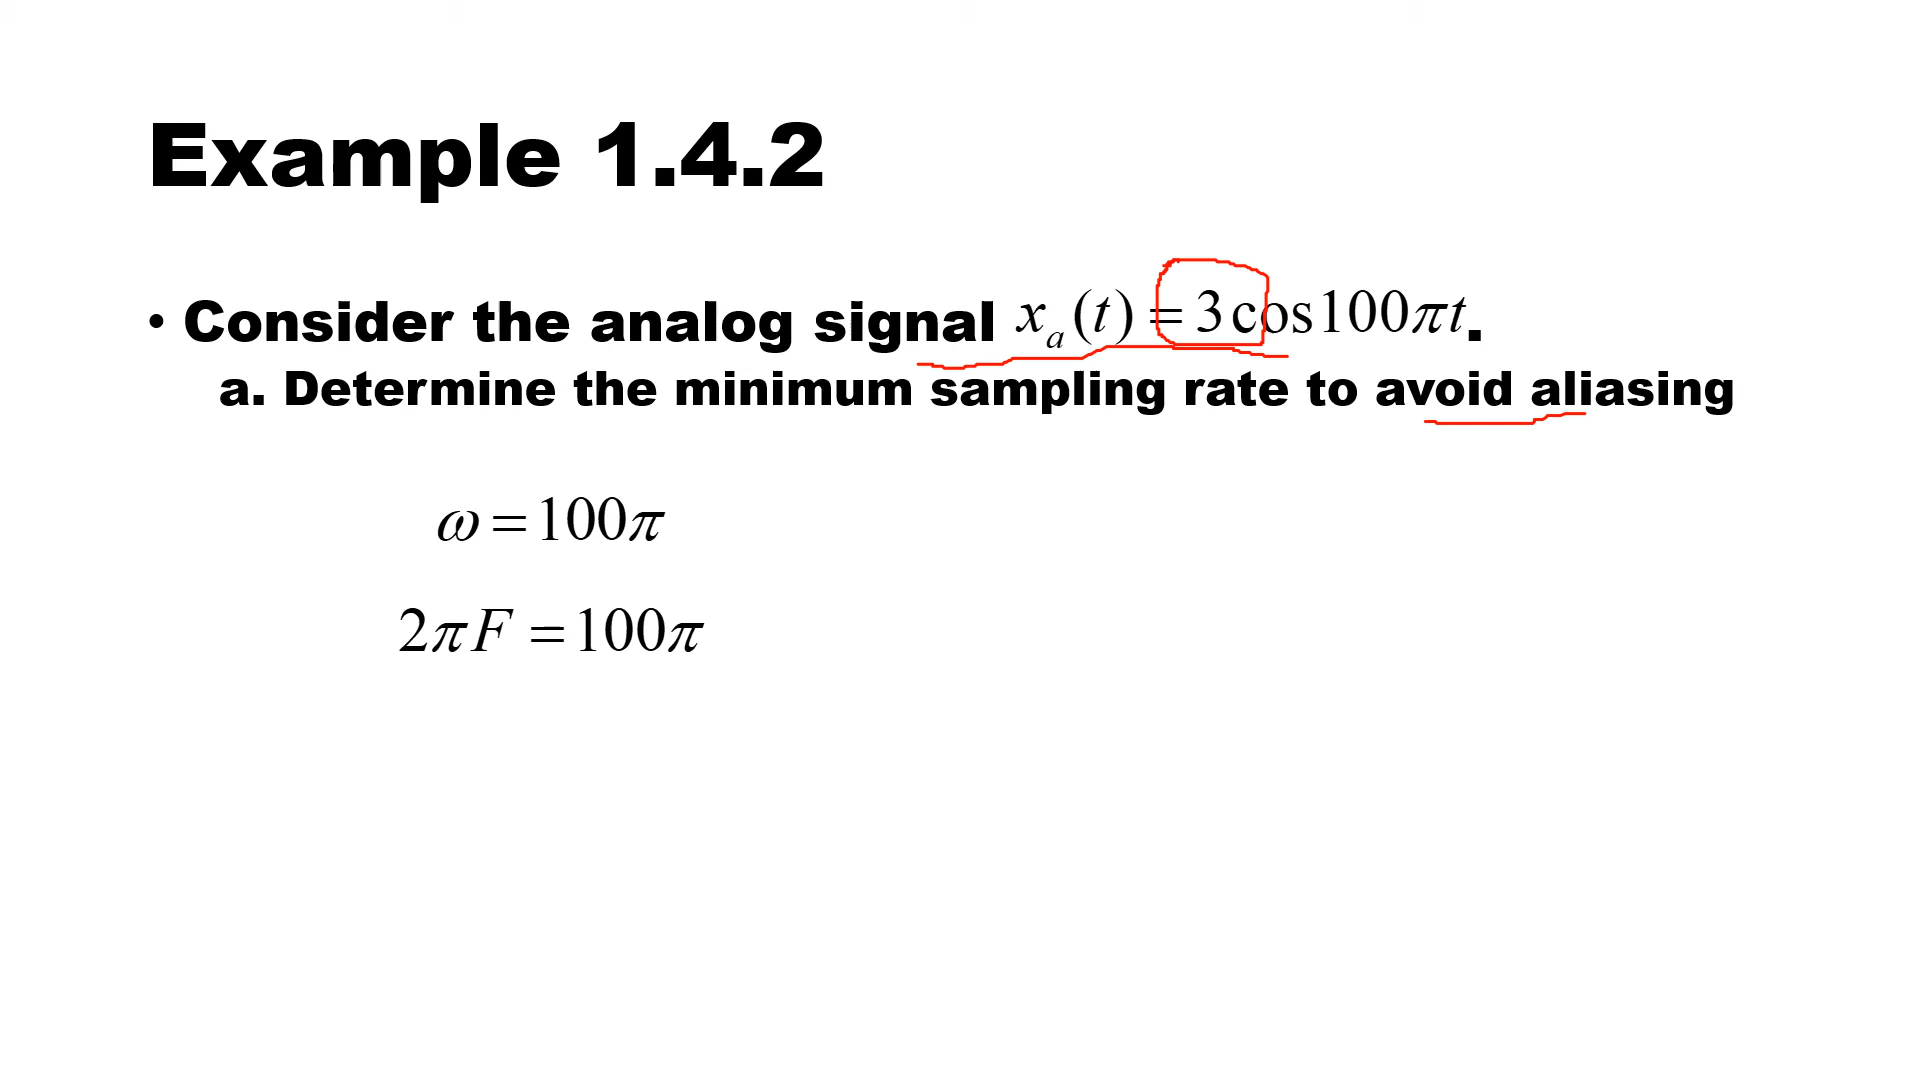 Example 1.4.2
• Consider the analog signal xₐ(t) = 3cos100πt.
a. Determine the minimum sampling rate to avoid aliasing
ω = 100π
2πF = 100π